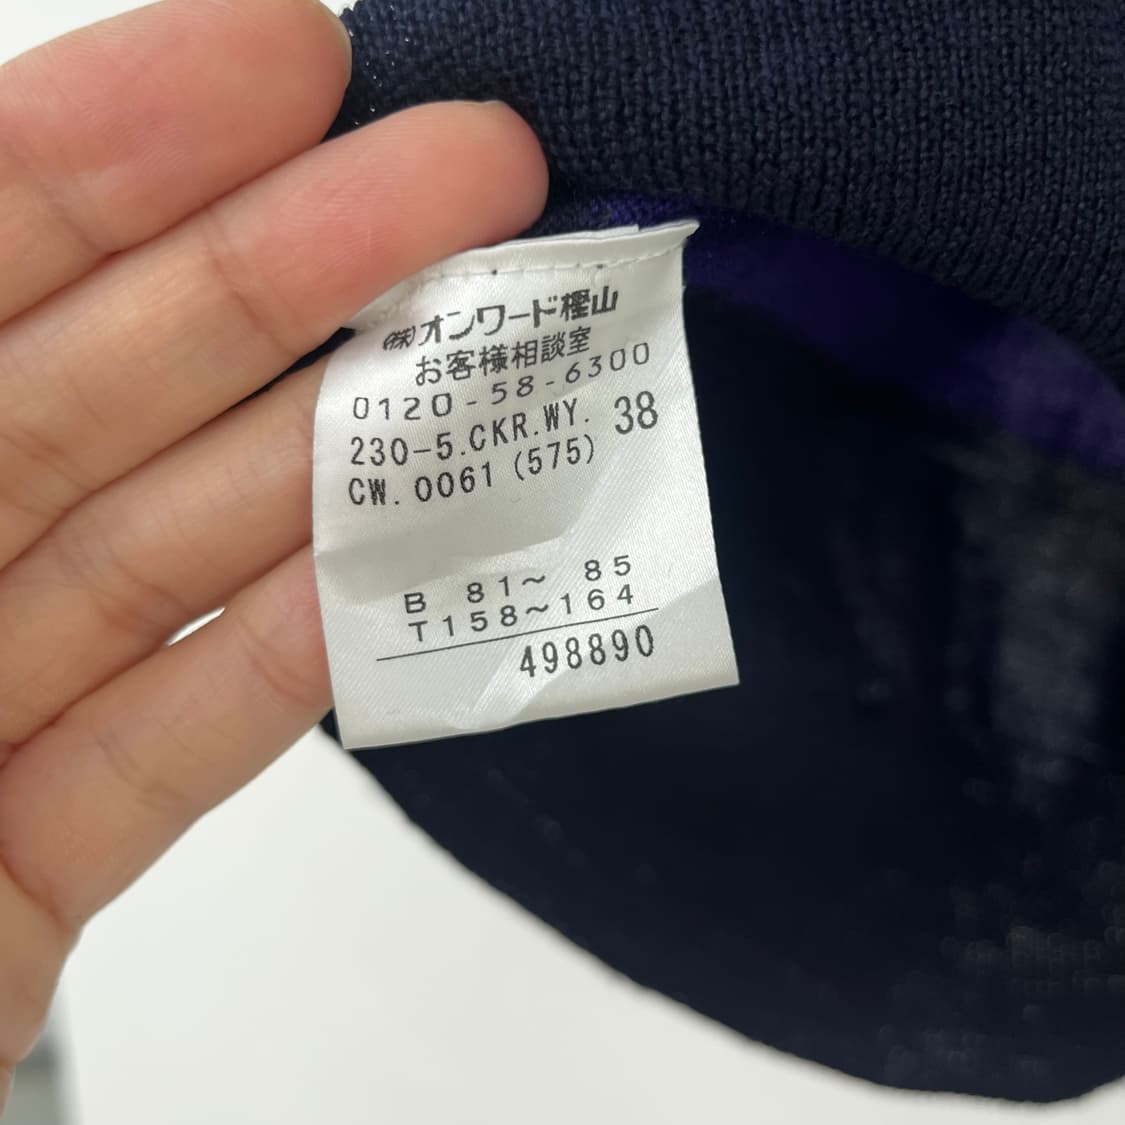 ㈱オンワード樫山
お客様相談室
0120-58-6300
230-5.CKR.WY. 38
CW.0061 (575)
B 81~ 85
T158~164
498890